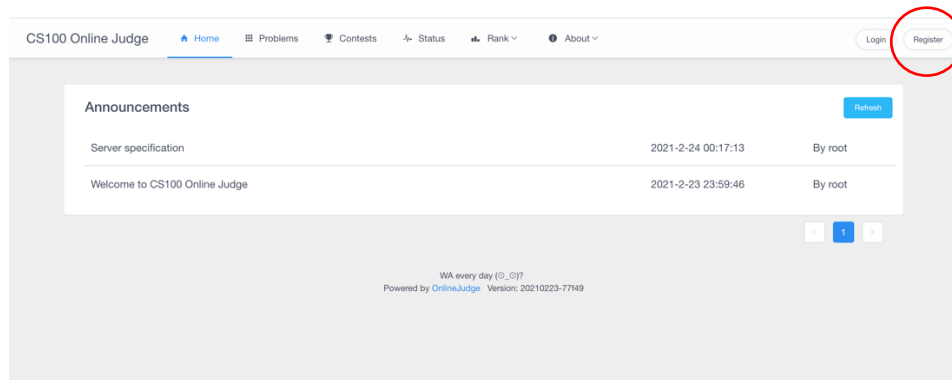 CS100 Online Judge Home Problems Contests Status Rank About Login Register
Announcements Refresh
Server specification 2021-2-24 00:17:13 By root
Welcome to CS100 Online Judge 2021-2-23 23:59:46 By root
1
WA every day (⊙_⊙)?
Powered by OnlineJudge Version: 20210223-77f49